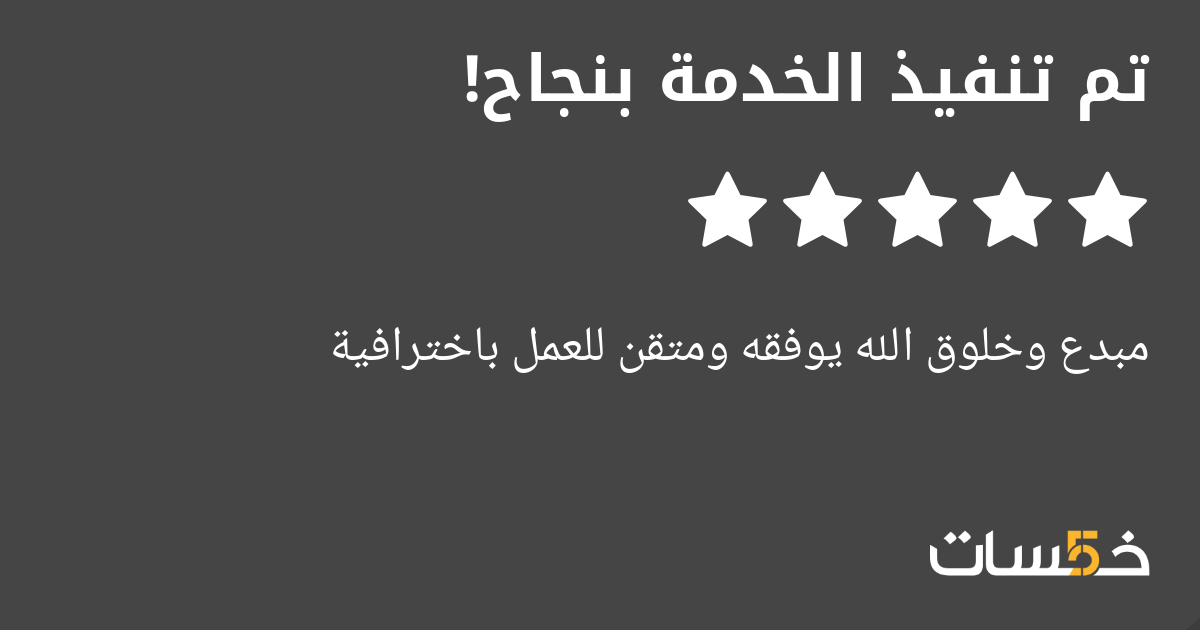 تم تنفيذ الخدمة بنجاح!
مبدع وخلوق الله يوفقه ومتقن للعمل باخترافية
خمسات